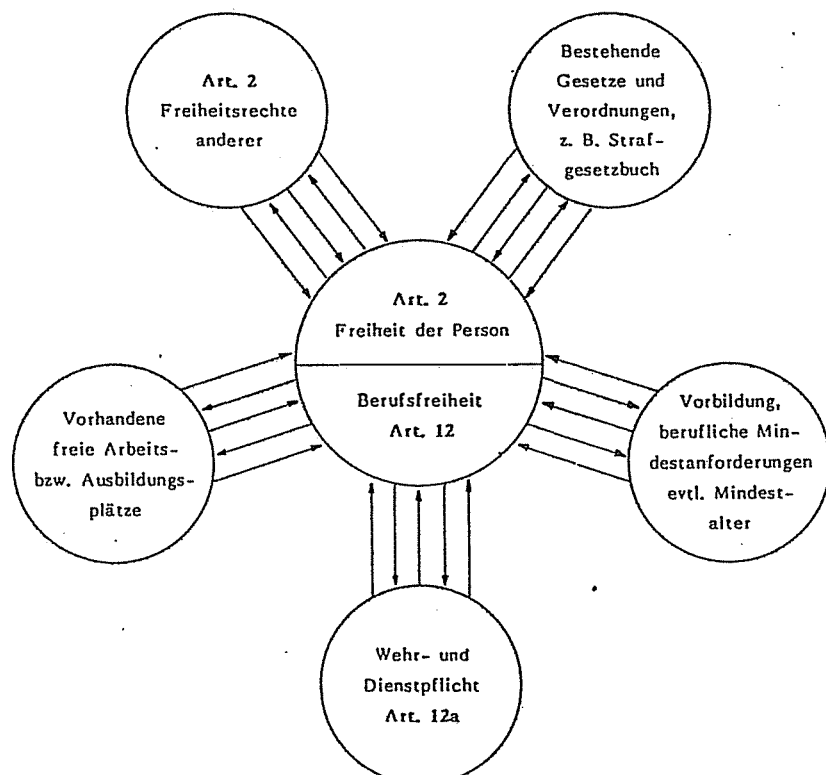 Art. 2
Freiheitsrechte
anderer
Bestehende
Gesetze und
Verordnungen,
z. B. Straf-
gesetzbuch
Art. 2
Freiheit der Person
Berufsfreiheit
Art. 12
Vorhandene
freie Arbeits-
bzw. Ausbildungs-
plätze
Vorbildung,
berufliche Min-
destanforderungen
evtl. Mindest-
alter
Wehr- und
Dienstpflicht
Art. 12a